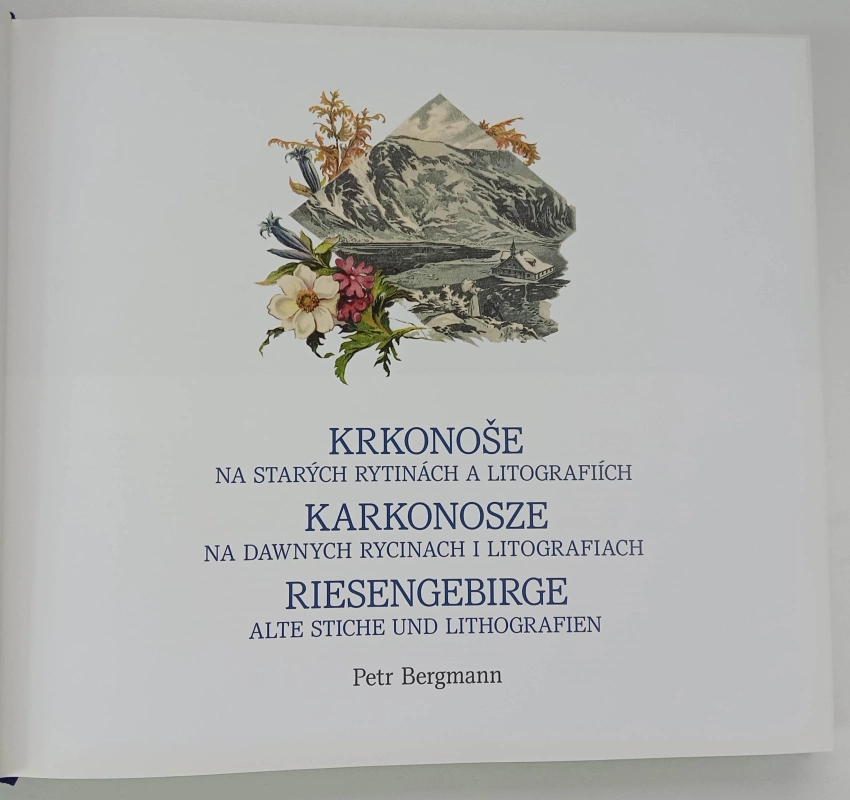 KRKONOŠE
NA STARÝCH RYTINÁCH A LITOGRAFIÍCH
KARKONOSZE
NA DAWNYCH RYCINACH I LITOGRAFIACH
RIESENGEBIRGE
ALTE STICHE UND LITHOGRAFIEN
Petr Bergmann